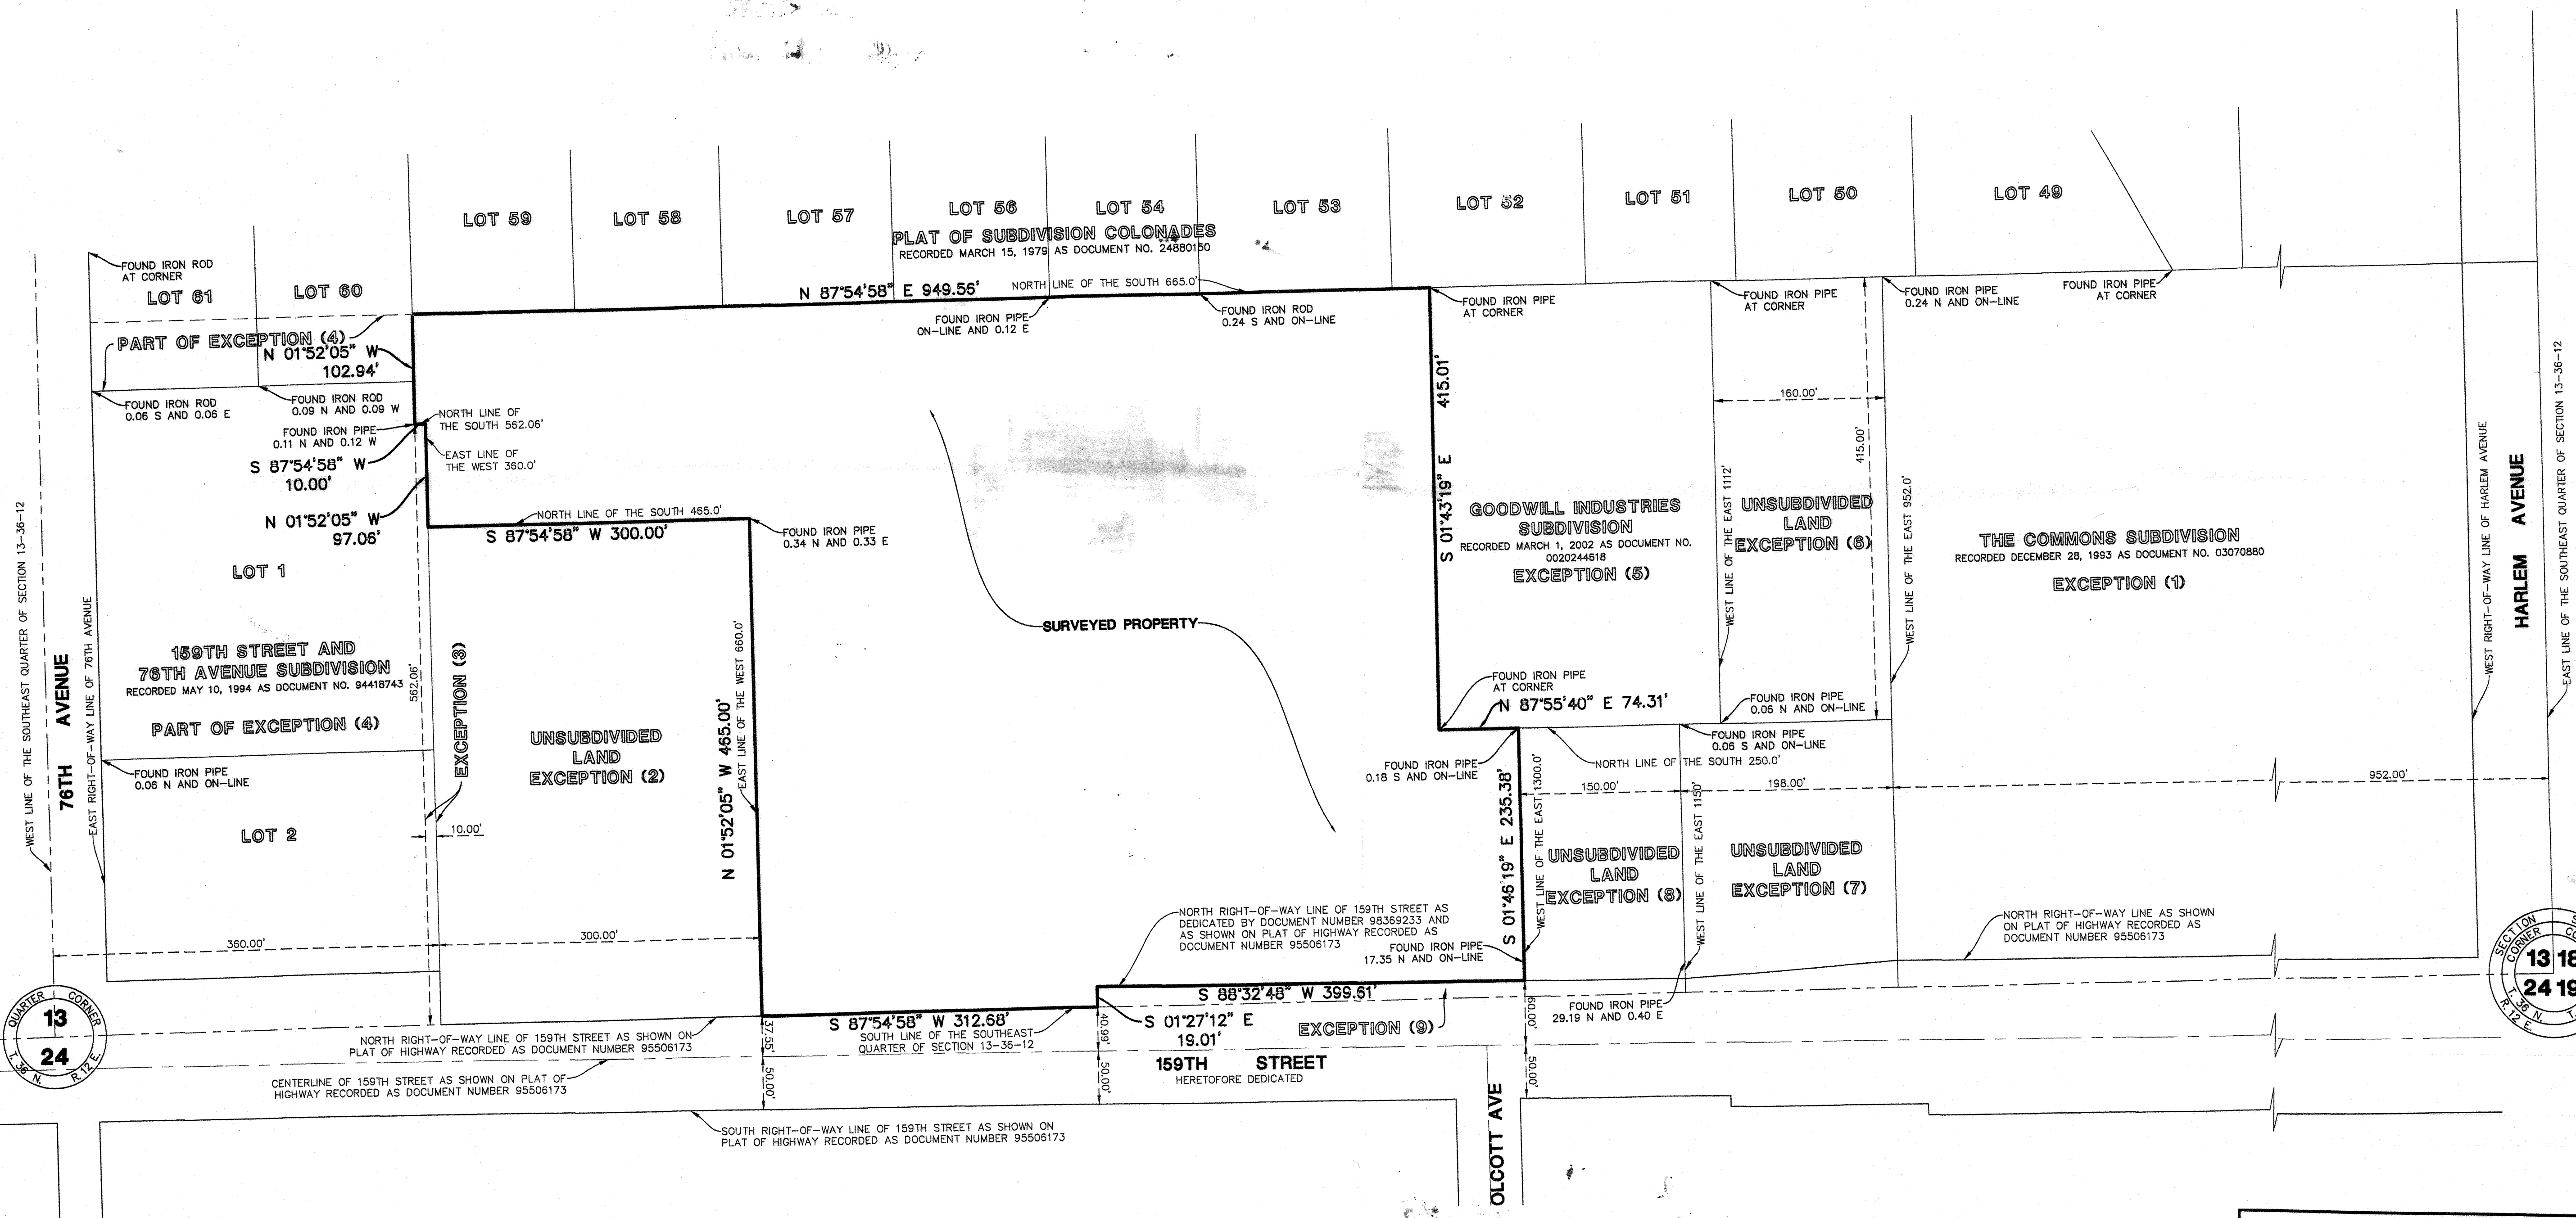 LOT 59
LOT 58
LOT 57
LOT 56
LOT 54
LOT 53
LOT 52
LOT 51
LOT 50
LOT 49
PLAT OF SUBDIVISION COLONADES
RECORDED MARCH 15, 1979 AS DOCUMENT NO. 24880150
FOUND IRON ROD
AT CORNER
LOT 61
LOT 60
N 87°54'58" E 949.56'
NORTH LINE OF THE SOUTH 665.0'
FOUND IRON PIPE
ON-LINE AND 0.12 E
FOUND IRON ROD
0.24 S AND ON-LINE
FOUND IRON PIPE
AT CORNER
FOUND IRON PIPE
AT CORNER
FOUND IRON PIPE
0.24 N AND ON-LINE
FOUND IRON PIPE
AT CORNER
PART OF EXCEPTION (4)
N 01°52'05" W
102.94'
FOUND IRON ROD
0.06 S AND 0.06 E
FOUND IRON ROD
0.09 N AND 0.09 W
FOUND IRON PIPE
0.11 N AND 0.12 W
NORTH LINE OF
THE SOUTH 562.06'
S 87°54'58" W
10.00'
EAST LINE OF
THE WEST 360.0'
N 01°52'05" W
97.06'
NORTH LINE OF THE SOUTH 465.0'
S 87°54'58" W 300.00'
FOUND IRON PIPE
0.34 N AND 0.33 E
S 01°43'19" E 415.01'
160.00'
415.00'
WEST LINE OF THE EAST 1112'
WEST LINE OF THE EAST 952.0'
GOODWILL INDUSTRIES
SUBDIVISION
RECORDED MARCH 1, 2002 AS DOCUMENT NO.
0020244618
EXCEPTION (5)
UNSUBDIVIDED
LAND
EXCEPTION (6)
THE COMMONS SUBDIVISION
RECORDED DECEMBER 28, 1993 AS DOCUMENT NO. 03070880
EXCEPTION (1)
WEST RIGHT-OF-WAY LINE OF HARLEM AVENUE
HARLEM AVENUE
EAST LINE OF THE SOUTHEAST QUARTER OF SECTION 13-36-12
WEST LINE OF THE SOUTHEAST QUARTER OF SECTION 13-36-12
76TH AVENUE
EAST RIGHT-OF-WAY LINE OF 76TH AVENUE
LOT 1
159TH STREET AND
76TH AVENUE SUBDIVISION
RECORDED MAY 10, 1994 AS DOCUMENT NO. 94418743
PART OF EXCEPTION (4)
562.06'
EXCEPTION (3)
FOUND IRON PIPE
0.06 N AND ON-LINE
LOT 2
10.00'
UNSUBDIVIDED
LAND
EXCEPTION (2)
N 01°52'05" W 465.00'
EAST LINE OF THE WEST 660.0'
SURVEYED PROPERTY
FOUND IRON PIPE
AT CORNER
N 87°55'40" E 74.31'
FOUND IRON PIPE
0.06 N AND ON-LINE
FOUND IRON PIPE
0.06 S AND ON-LINE
FOUND IRON PIPE
0.18 S AND ON-LINE
NORTH LINE OF THE SOUTH 250.0'
150.00'
198.00'
952.00'
S 01°46'19" E 235.38'
WEST LINE OF THE EAST 1300.0'
WEST LINE OF THE EAST 1150'
UNSUBDIVIDED
LAND
EXCEPTION (8)
UNSUBDIVIDED
LAND
EXCEPTION (7)
NORTH RIGHT-OF-WAY LINE OF 159TH STREET AS
DEDICATED BY DOCUMENT NUMBER 98369233 AND
AS SHOWN ON PLAT OF HIGHWAY RECORDED AS
DOCUMENT NUMBER 95506173
FOUND IRON PIPE
17.35 N AND ON-LINE
NORTH RIGHT-OF-WAY LINE AS SHOWN
ON PLAT OF HIGHWAY RECORDED AS
DOCUMENT NUMBER 95506173
360.00'
300.00'
QUARTER CORNER
13
24
T. 36 N. R. 12 E.
SECTION
CORNER
13 18
24 19
T. 36 N.
R. 12 E.
S 88°32'48" W 399.61'
S 87°54'58" W 312.68'
S 01°27'12" E
19.01'
EXCEPTION (9)
FOUND IRON PIPE
29.19 N AND 0.40 E
SOUTH LINE OF THE SOUTHEAST
QUARTER OF SECTION 13-36-12
NORTH RIGHT-OF-WAY LINE OF 159TH STREET AS SHOWN ON
PLAT OF HIGHWAY RECORDED AS DOCUMENT NUMBER 95506173
37.55'
40.99'
60.00'
50.00'
50.00'
50.00'
159TH STREET
HERETOFORE DEDICATED
CENTERLINE OF 159TH STREET AS SHOWN ON PLAT OF
HIGHWAY RECORDED AS DOCUMENT NUMBER 95506173
SOUTH RIGHT-OF-WAY LINE OF 159TH STREET AS SHOWN ON
PLAT OF HIGHWAY RECORDED AS DOCUMENT NUMBER 95506173
OLCOTT AVE